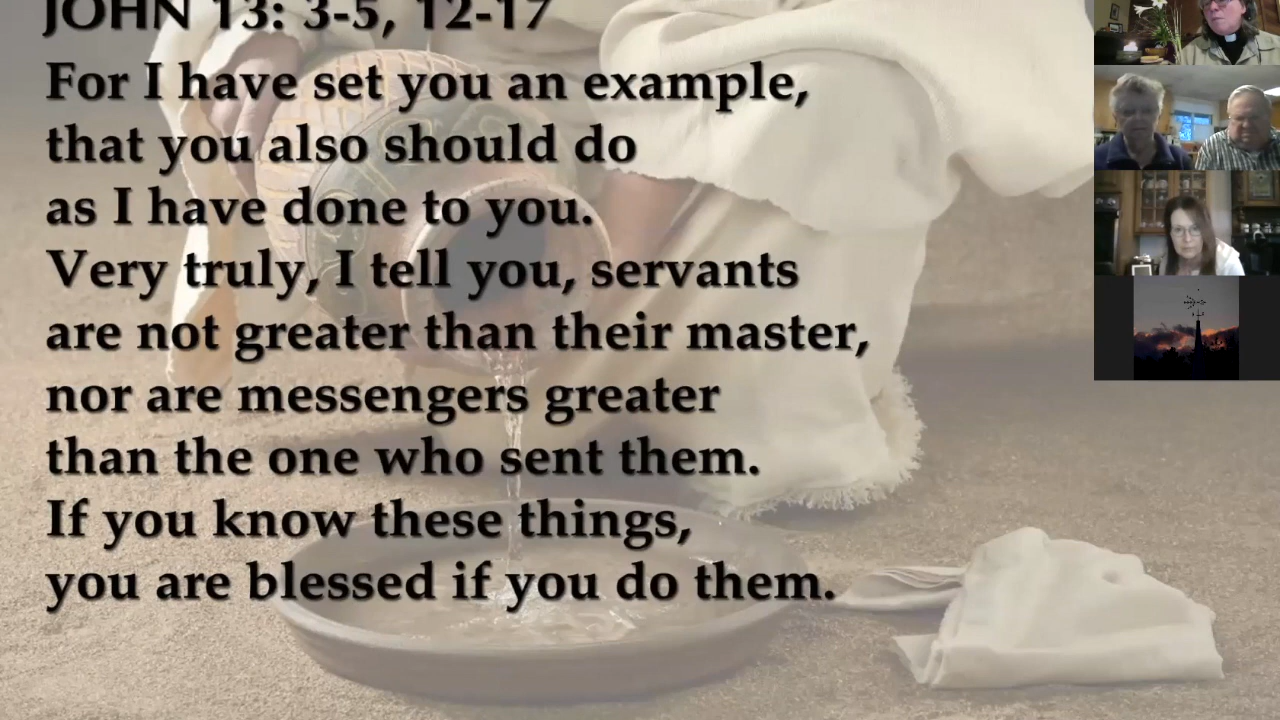 JOHN 13: 3-5, 12-17
For I have set you an example,
that you also should do
as I have done to you.
Very truly, I tell you, servants
are not greater than their master,
nor are messengers greater
than the one who sent them.
If you know these things,
you are blessed if you do them.